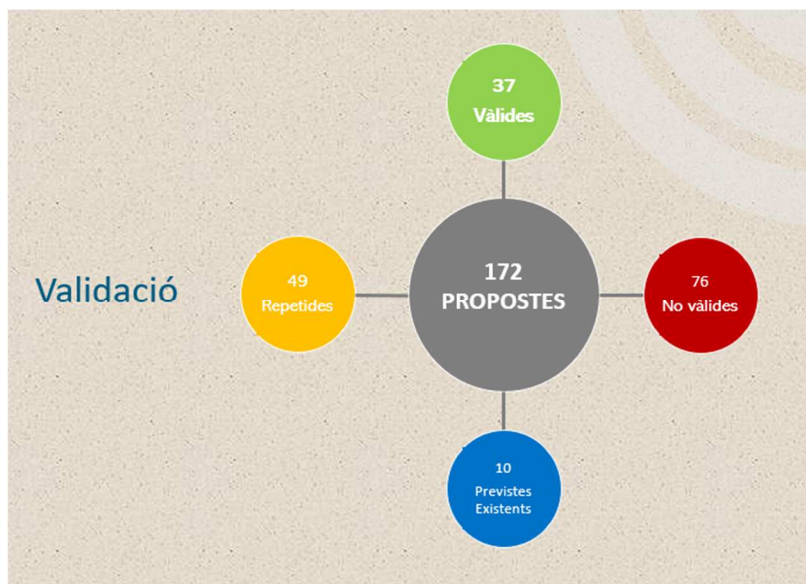 37
Vàlides
Validació
49
Repetides
172
PROPOSTES
76
No vàlides
10
Previstes
Existents